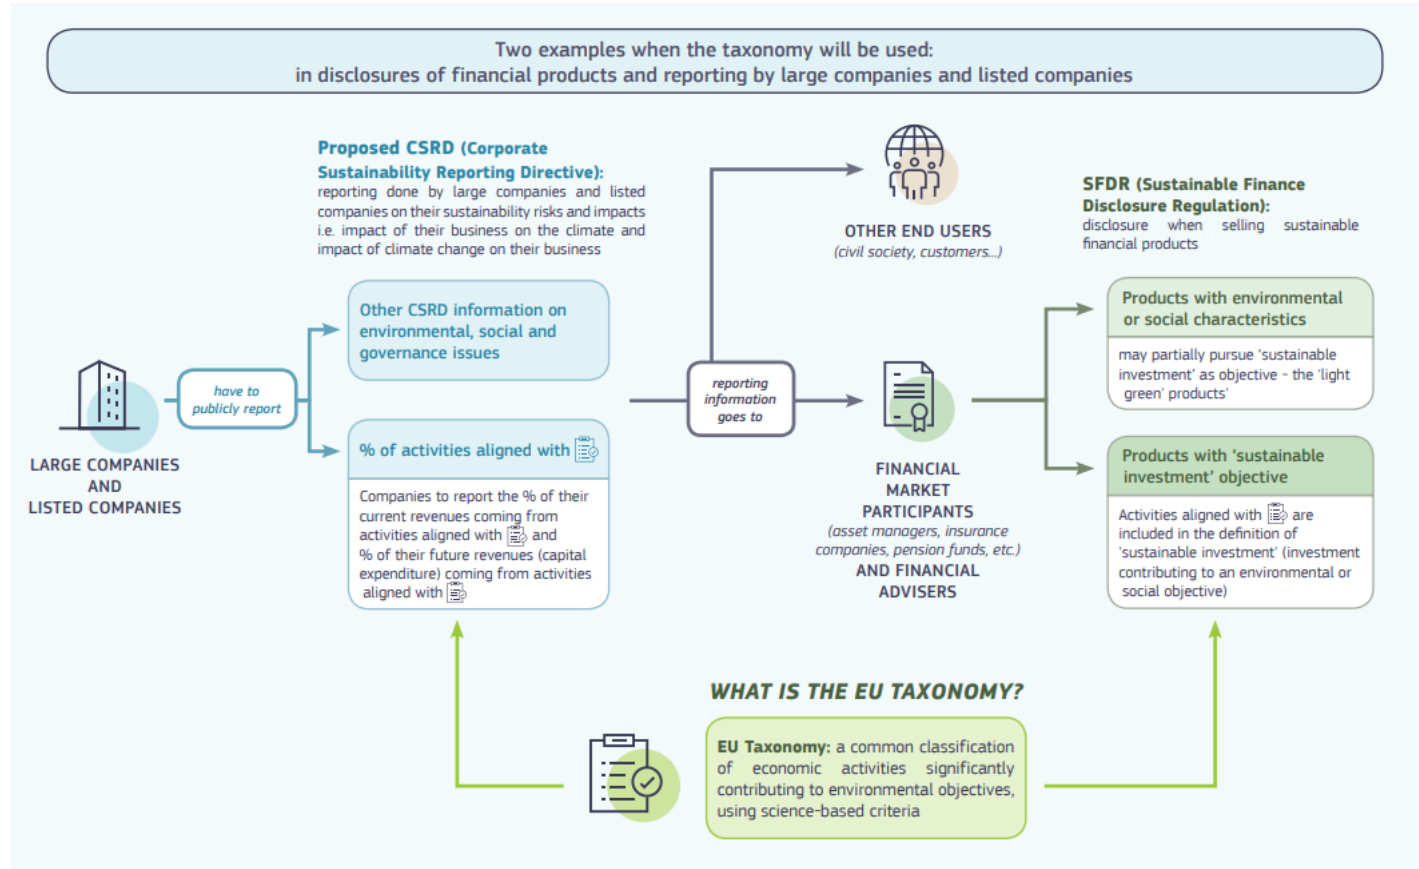 Two examples when the taxonomy will be used:
in disclosures of financial products and reporting by large companies and listed companies
Proposed CSRD (Corporate
Sustainability Reporting Directive):
reporting done by large companies and listed
companies on their sustainability risks and impacts
i.e. impact of their business on the climate and
impact of climate change on their business
Other CSRD information on
environmental, social and
governance issues
have to
publicly report
LARGE COMPANIES
AND
LISTED COMPANIES
% of activities aligned with
Companies to report the % of their
current revenues coming from
activities aligned with and
% of their future revenues (capital
expenditure) coming from activities
aligned with
reporting
information
goes to
OTHER END USERS
(civil society, customers...)
FINANCIAL
MARKET
PARTICIPANTS
(asset managers, insurance
companies, pension funds, etc.)
AND FINANCIAL
ADVISERS
SFDR (Sustainable Finance
Disclosure Regulation):
disclosure when selling sustainable
financial products
Products with environmental
or social characteristics
may partially pursue ‘sustainable
investment’ as objective - the ‘light
green’ products’
Products with ‘sustainable
investment’ objective
Activities aligned with are
included in the definition of
‘sustainable investment’ (investment
contributing to an environmental or
social objective)
WHAT IS THE EU TAXONOMY?
EU Taxonomy: a common classification
of economic activities significantly
contributing to environmental objectives,
using science-based criteria